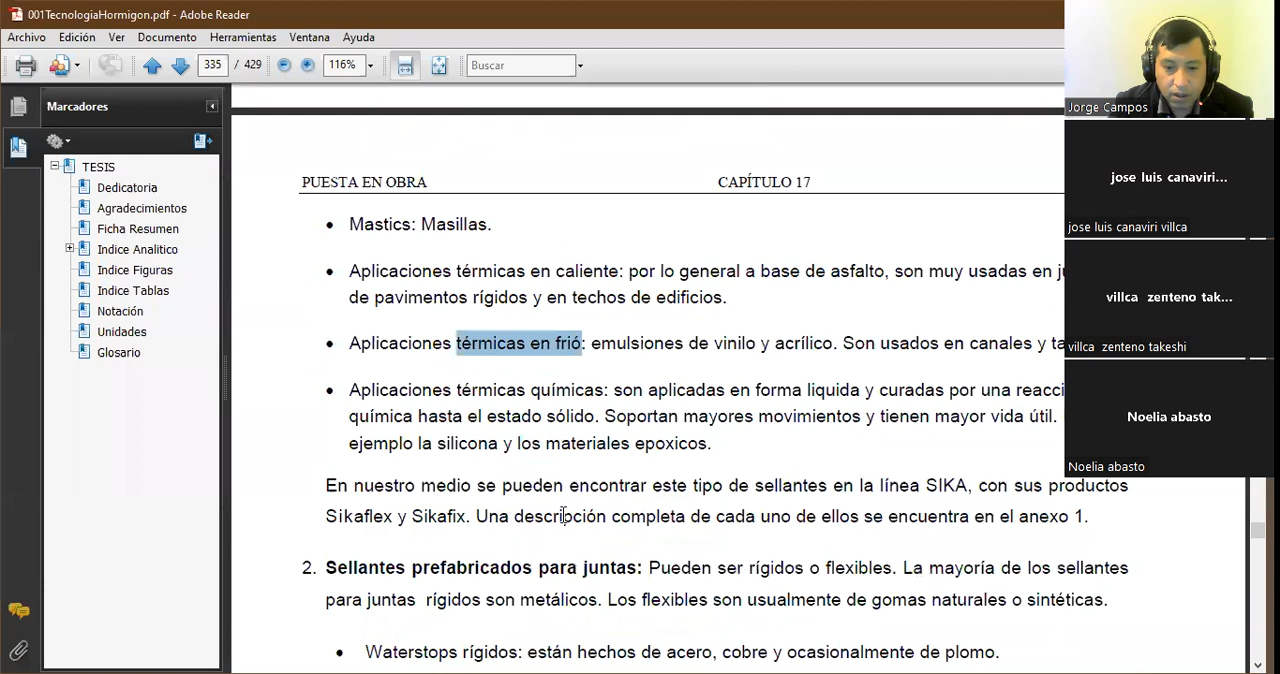 001TecnologiaHormigon.pdf - Adobe Reader
Archivo Edición Ver Documento Herramientas Ventana Ayuda
335 / 429 116% Buscar
Marcadores
TESIS
Dedicatoria
Agradecimientos
Ficha Resumen
Indice Analitico
Indice Figuras
Indice Tablas
Notación
Unidades
Glosario
PUESTA EN OBRA CAPÍTULO 17
• Mastics: Masillas.
• Aplicaciones térmicas en caliente: por lo general a base de asfalto, son muy usadas en
de pavimentos rígidos y en techos de edificios.
• Aplicaciones térmicas en frió: emulsiones de vinilo y acrílico. Son usados en canales y
• Aplicaciones térmicas químicas: son aplicadas en forma liquida y curadas por una
química hasta el estado sólido. Soportan mayores movimientos y tienen mayor vida útil.
ejemplo la silicona y los materiales epoxicos.
En nuestro medio se pueden encontrar este tipo de sellantes en la línea SIKA, con sus productos
Sikaflex y Sikafix. Una descripción completa de cada uno de ellos se encuentra en el anexo 1.
2. Sellantes prefabricados para juntas: Pueden ser rígidos o flexibles. La mayoría de los sellantes
para juntas rígidos son metálicos. Los flexibles son usualmente de gomas naturales o sintéticas.
• Waterstops rígidos: están hechos de acero, cobre y ocasionalmente de plomo.
Jorge Campos
jose luis canaviri...
jose luis canaviri villca
villca zenteno tak...
villca zenteno takeshi
Noelia abasto
Noelia abasto